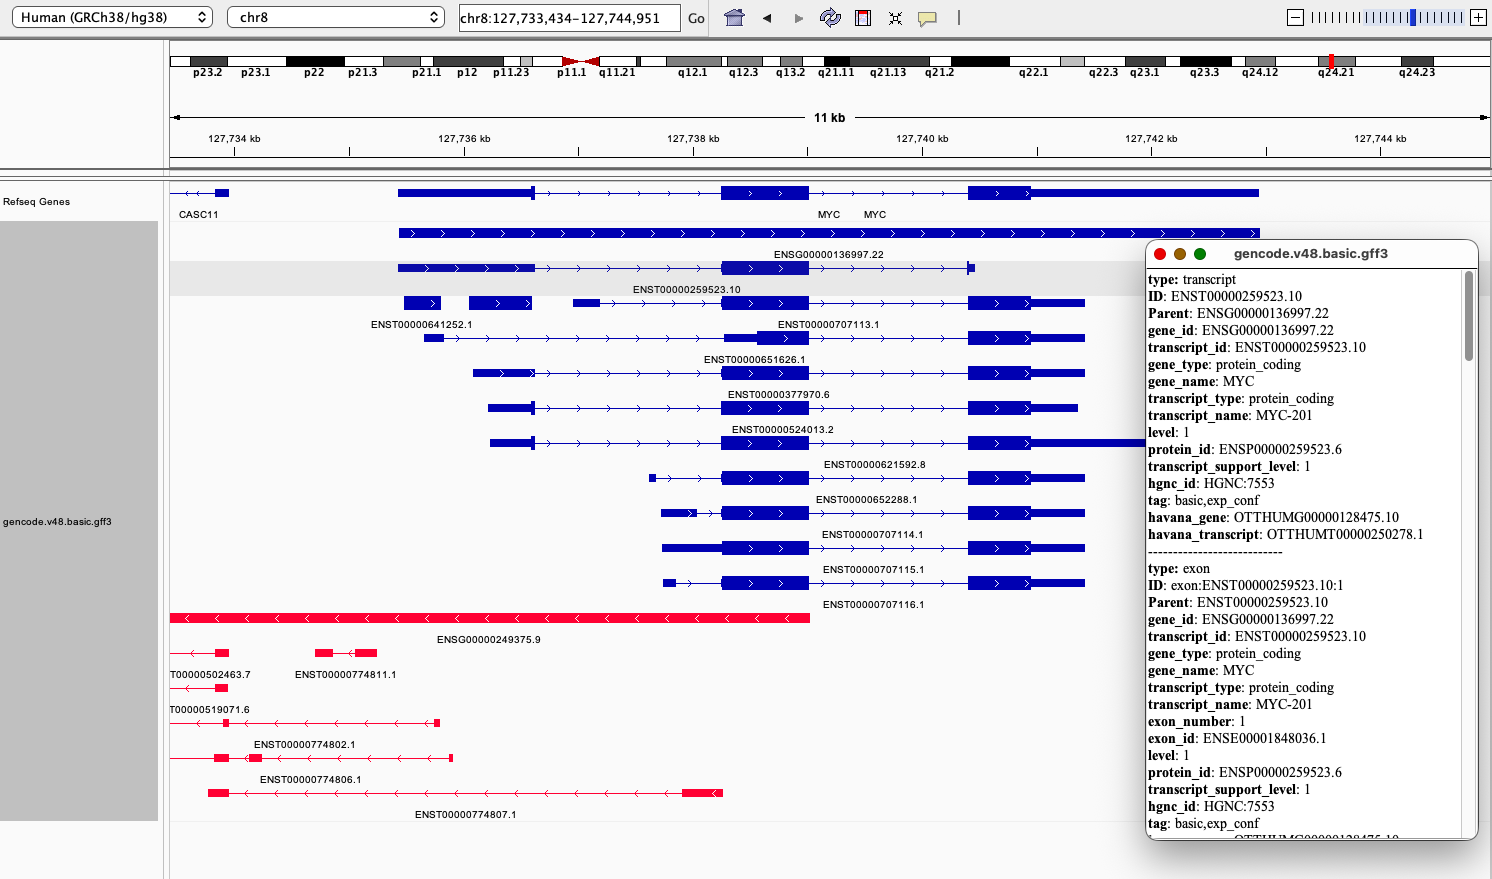 Human (GRCh38/hg38)
chr8
chr8:127,733,434-127,744,951
Go
p23.2 p23.1 p22 p21.3 p21.1 p12 p11.23 p11.1 q11.21 q12.1 q12.3 q13.2 q21.11 q21.13 q21.2 q22.1 q22.3 q23.1 q23.3 q24.12 q24.21 q24.23
11 kb
127,734 kb 127,736 kb 127,738 kb 127,740 kb 127,742 kb 127,744 kb
Refseq Genes
CASC11 MYC MYC
ENSG00000136997.22
ENST00000259523.10
ENST00000641252.1 ENST00000707113.1
ENST00000651626.1
ENST00000377970.6
ENST00000524013.2
ENST00000621592.8
ENST00000652288.1
gencode.v48.basic.gff3
ENST00000707114.1
ENST00000707115.1
ENST00000707116.1
ENSG00000249375.9
T00000502463.7 ENST00000774811.1
T00000519071.6
ENST00000774802.1
ENST00000774806.1
ENST00000774807.1
gencode.v48.basic.gff3
type: transcript
ID: ENST00000259523.10
Parent: ENSG00000136997.22
gene_id: ENSG00000136997.22
transcript_id: ENST00000259523.10
gene_type: protein_coding
gene_name: MYC
transcript_type: protein_coding
transcript_name: MYC-201
level: 1
protein_id: ENSP00000259523.6
transcript_support_level: 1
hgnc_id: HGNC:7553
tag: basic,exp_conf
havana_gene: OTTHUMG00000128475.10
havana_transcript: OTTHUMT00000250278.1
---------------------------
type: exon
ID: exon:ENST00000259523.10:1
Parent: ENST00000259523.10
gene_id: ENSG00000136997.22
transcript_id: ENST00000259523.10
gene_type: protein_coding
gene_name: MYC
transcript_type: protein_coding
transcript_name: MYC-201
exon_number: 1
exon_id: ENSE00001848036.1
level: 1
protein_id: ENSP00000259523.6
transcript_support_level: 1
hgnc_id: HGNC:7553
tag: basic,exp_conf